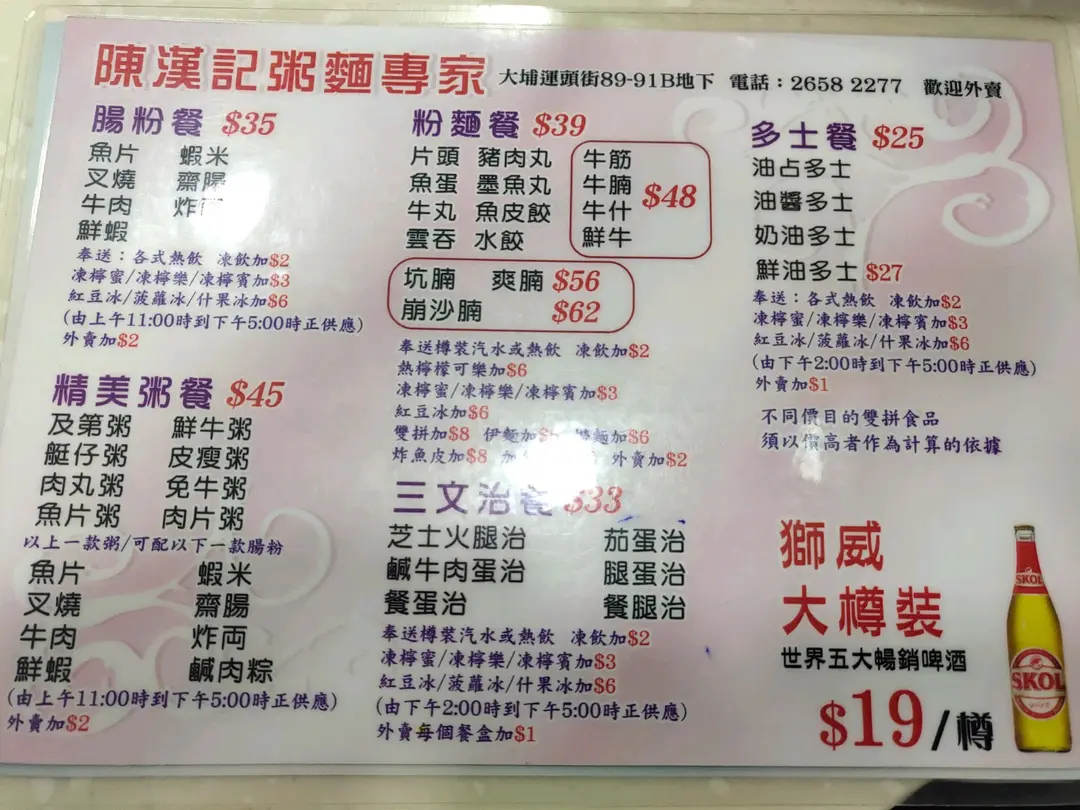 陳漢記粥麵專家 大埔運頭街89-91B地下 電話：2658 2277 歡迎外賣
腸粉餐 $35
魚片 蝦米
叉燒 齋腸
牛肉 炸両
鮮蝦
奉送：各式熱飲 凍飲加$2
凍檸蜜/凍檸樂/凍檸賓加$3
紅豆冰/菠蘿冰/什果冰加$6
(由上午11:00時到下午5:00時正供應)
外賣加$2
精美粥餐 $45
及第粥 鮮牛粥
艇仔粥 皮瘦粥
肉丸粥 免牛粥
魚片粥 肉片粥
以上一款粥/可配以下一款腸粉
魚片 蝦米
叉燒 齋腸
牛肉 炸両
鮮蝦 鹹肉粽
(由上午11:00時到下午5:00時正供應)
外賣加$2
粉麵餐 $39
片頭 豬肉丸
魚蛋 墨魚丸
牛丸 魚皮餃
雲吞 水餃
牛筋
牛腩
牛什
鮮牛
$48
坑腩 爽腩 $56
崩沙腩 $62
奉送樽裝汽水或熱飲 凍飲加$2
熱檸檬可樂加$6
凍檸蜜/凍檸樂/凍檸賓加$3
紅豆冰加$6
雙拼加$8 伊麵加 麵加$6
炸魚皮加$8 外賣加$2
三文治餐 $33
芝士火腿治 茄蛋治
鹹牛肉蛋治 腿蛋治
餐蛋治 餐腿治
奉送樽裝汽水或熱飲 凍飲加$2
凍檸蜜/凍檸樂/凍檸賓加$3
紅豆冰/菠蘿冰/什果冰加$6
(由下午2:00時到下午5:00時正供應)
外賣每個餐盒加$1
多士餐 $25
油占多士
油醬多士
奶油多士
鮮油多士 $27
奉送：各式熱飲 凍飲加$2
凍檸蜜/凍檸樂/凍檸賓加$3
紅豆冰/菠蘿冰/什果冰加$6
(由下午2:00時到下午5:00時正供應)
外賣加$1
不同價目的雙拼食品
須以價高者作為計算的依據
獅威
大樽裝
世界五大暢銷啤酒
$19/樽
SKOL
SKOL